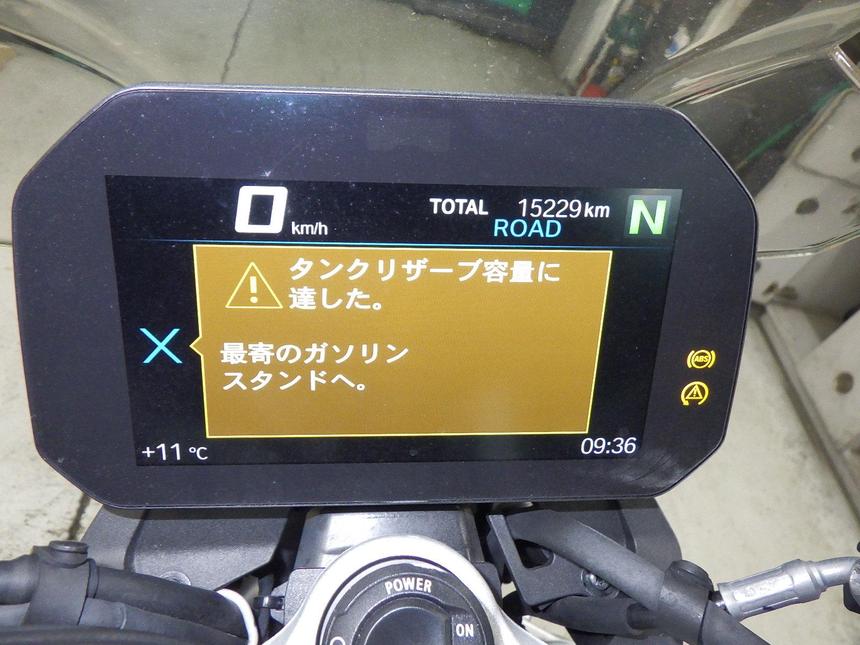 0 km/h
TOTAL 15229 km
ROAD
N
タンクリザーブ容量に
達した。
最寄のガソリン
スタンドへ。
ABS
+11 °C
09:36
POWER
ON